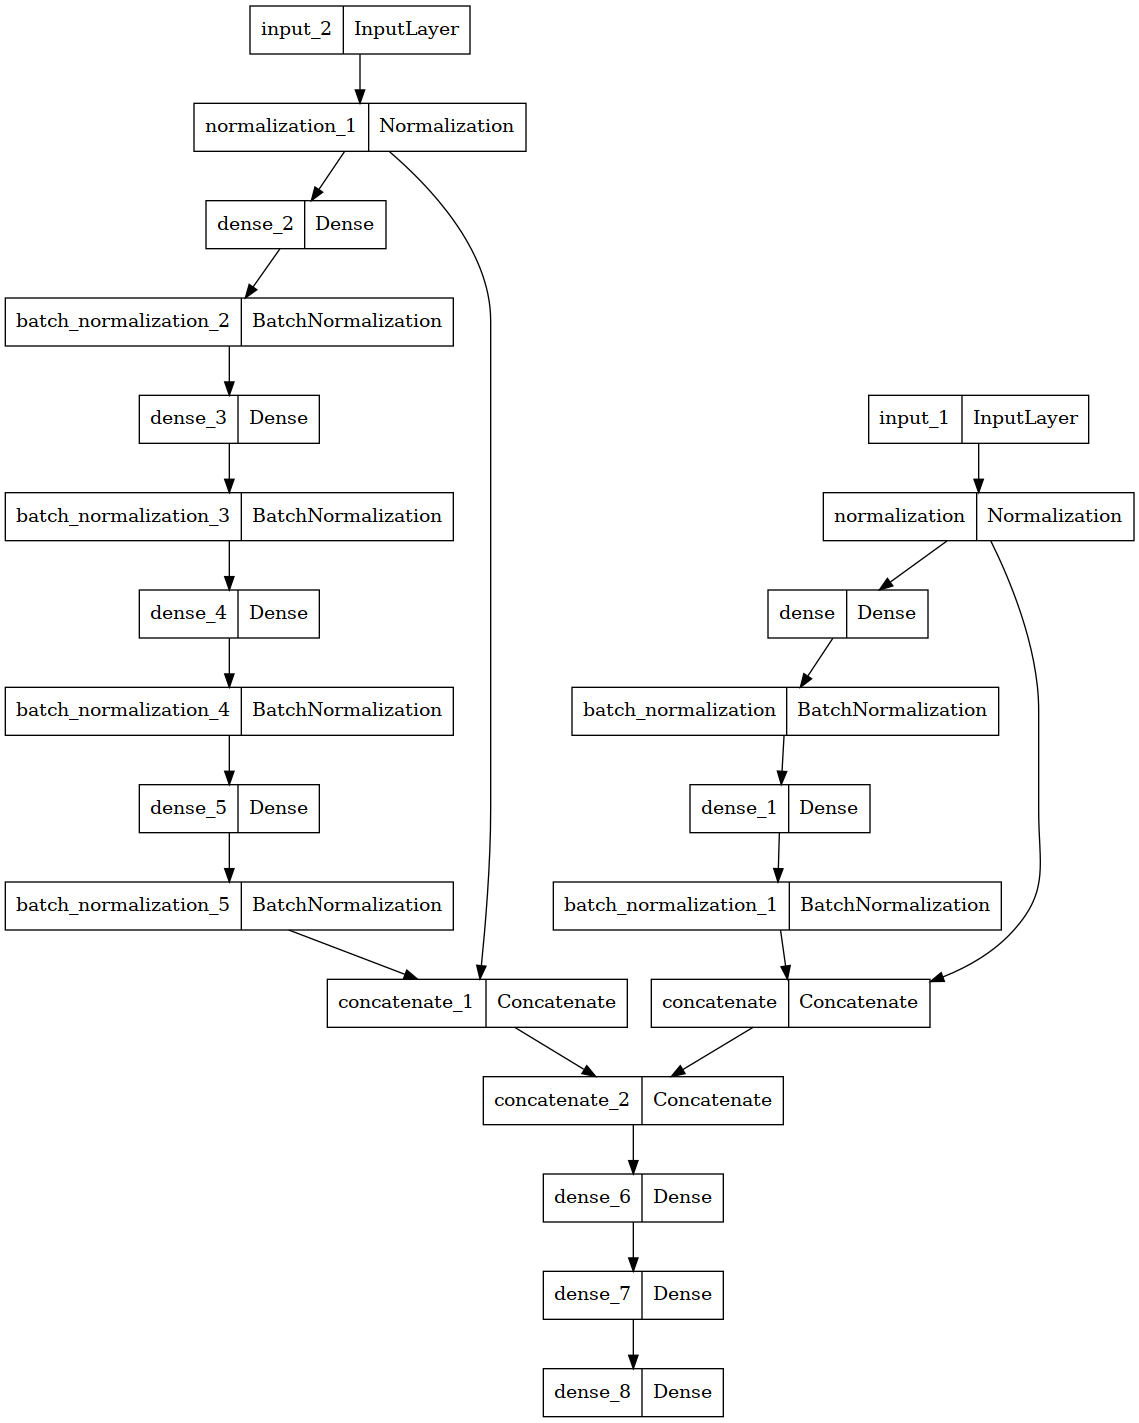 input_2 InputLayer
normalization_1 Normalization
dense_2 Dense
batch_normalization_2 BatchNormalization
dense_3 Dense
batch_normalization_3 BatchNormalization
dense_4 Dense
batch_normalization_4 BatchNormalization
dense_5 Dense
batch_normalization_5 BatchNormalization
input_1 InputLayer
normalization Normalization
dense Dense
batch_normalization BatchNormalization
dense_1 Dense
batch_normalization_1 BatchNormalization
concatenate_1 Concatenate
concatenate Concatenate
concatenate_2 Concatenate
dense_6 Dense
dense_7 Dense
dense_8 Dense